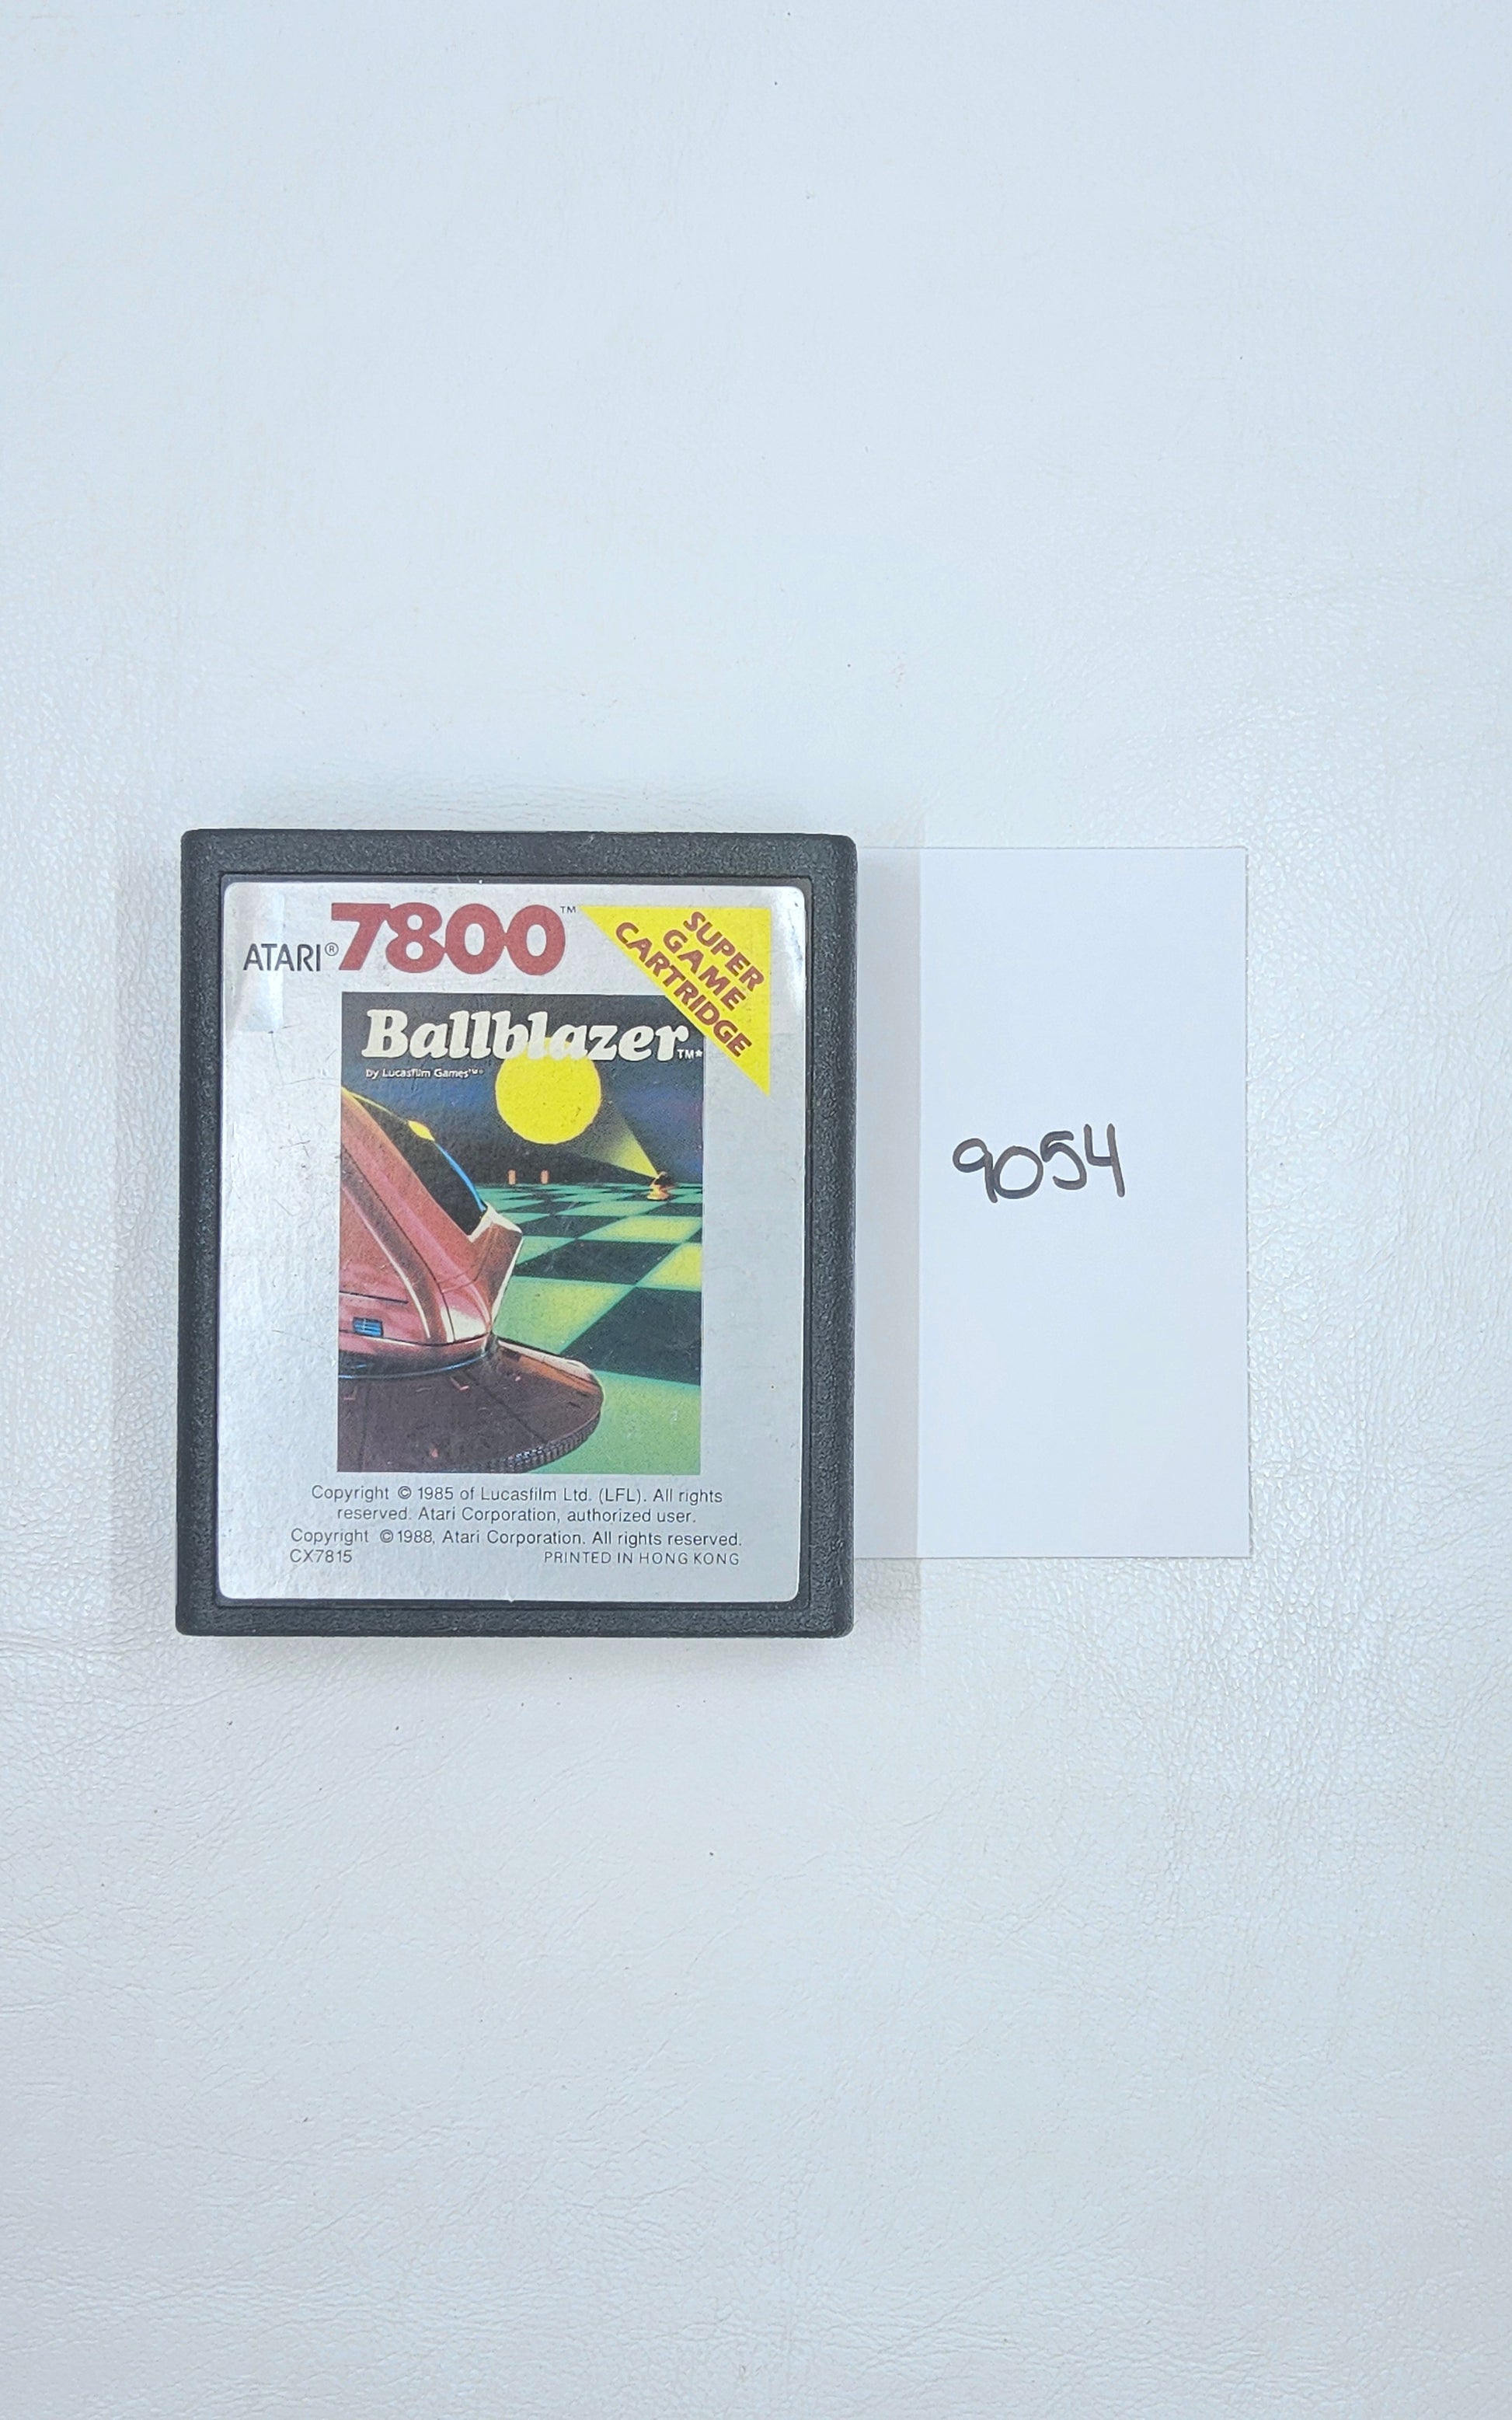 ATARI® 7800™
SUPER
GAME
CARTRIDGE
Ballblazer™*
by Lucasfilm Games™*
Copyright © 1985 of Lucasfilm Ltd. (LFL). All rights
reserved. Atari Corporation, authorized user.
Copyright © 1988, Atari Corporation. All rights reserved.
CX7815 PRINTED IN HONG KONG
9054